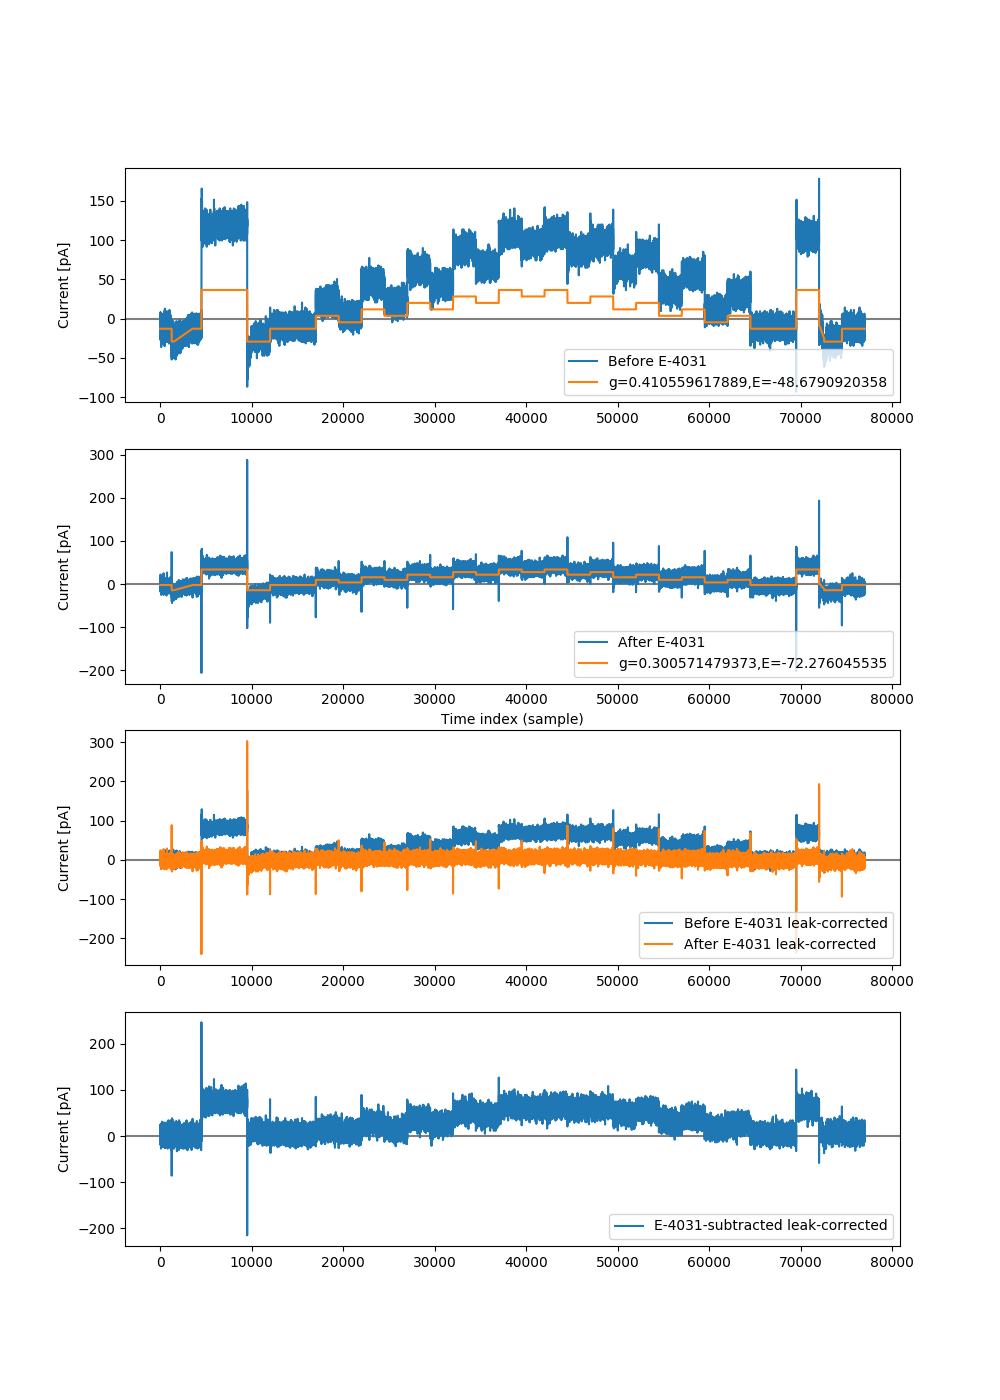 150
100
50
0
−50
−100
Current [pA]
Before E-4031
g=0.410559617889,E=-48.6790920358
0 10000 20000 30000 40000 50000 60000 70000 80000
300
200
100
0
−100
−200
Current [pA]
After E-4031
g=0.300571479373,E=-72.276045535
0 10000 20000 30000 40000 50000 60000 70000 80000
Time index (sample)
300
200
100
0
−100
−200
Current [pA]
Before E-4031 leak-corrected
After E-4031 leak-corrected
0 10000 20000 30000 40000 50000 60000 70000 80000
200
100
0
−100
−200
Current [pA]
E-4031-subtracted leak-corrected
0 10000 20000 30000 40000 50000 60000 70000 80000